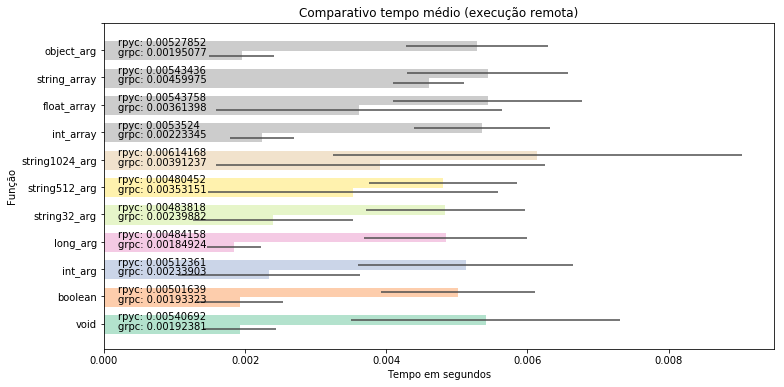 Comparativo tempo médio (execução remota)
Função
object_arg
rpyc: 0.00527852
grpc: 0.00195077
string_array
rpyc: 0.00543436
grpc: 0.00459975
float_array
rpyc: 0.00543758
grpc: 0.00361398
int_array
rpyc: 0.0053524
grpc: 0.00223345
string1024_arg
rpyc: 0.00614168
grpc: 0.00391237
string512_arg
rpyc: 0.00480452
grpc: 0.00353151
string32_arg
rpyc: 0.00483818
grpc: 0.00239882
long_arg
rpyc: 0.00484158
grpc: 0.00184924
int_arg
rpyc: 0.00512361
grpc: 0.00233903
boolean
rpyc: 0.00501639
grpc: 0.00193323
void
rpyc: 0.00540692
grpc: 0.00192381
0.000 0.002 0.004 0.006 0.008
Tempo em segundos